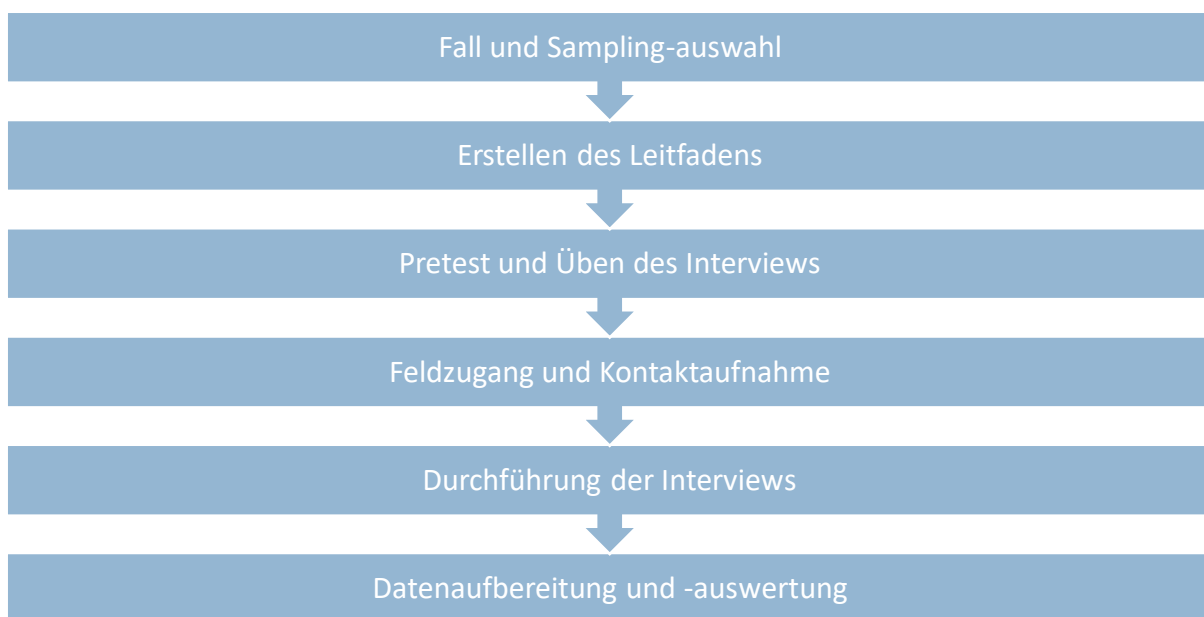 Fall und Sampling-auswahl
Erstellen des Leitfadens
Pretest und Üben des Interviews
Feldzugang und Kontaktaufnahme
Durchführung der Interviews
Datenaufbereitung und -auswertung